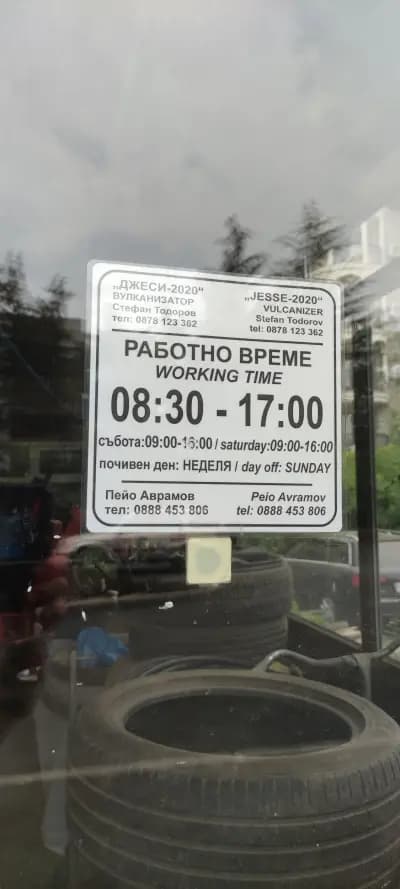 „ДЖЕСИ-2020“
ВУЛКАНИЗАТОР
Стефан Тодоров
тел: 0878 123 362
„JESSE-2020“
VULCANIZER
Stefan Todorov
tel: 0878 123 362
РАБОТНО ВРЕМЕ
WORKING TIME
08:30 - 17:00
събота:09:00-16:00 / saturday:09:00-16:00
почивен ден: НЕДЕЛЯ / day off: SUNDAY
Пейо Аврамов
тел: 0888 453 806
Peio Avramov
tel: 0888 453 806